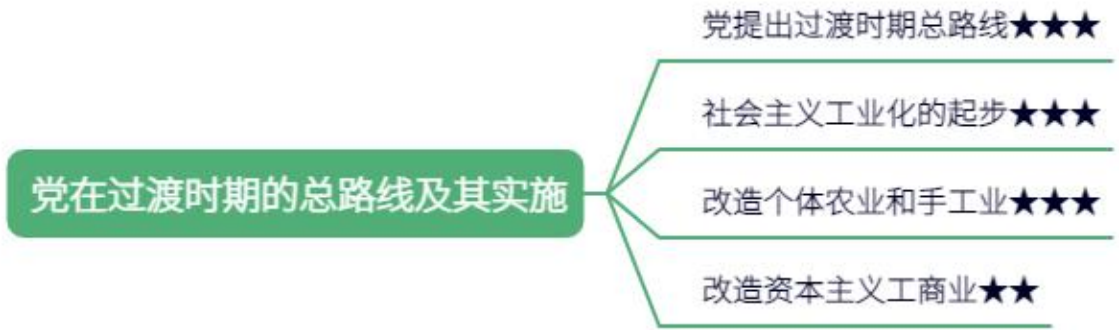 党提出过渡时期总路线★★★
社会主义工业化的起步★★★
党在过渡时期的总路线及其实施
改造个体农业和手工业★★★
改造资本主义工商业★★